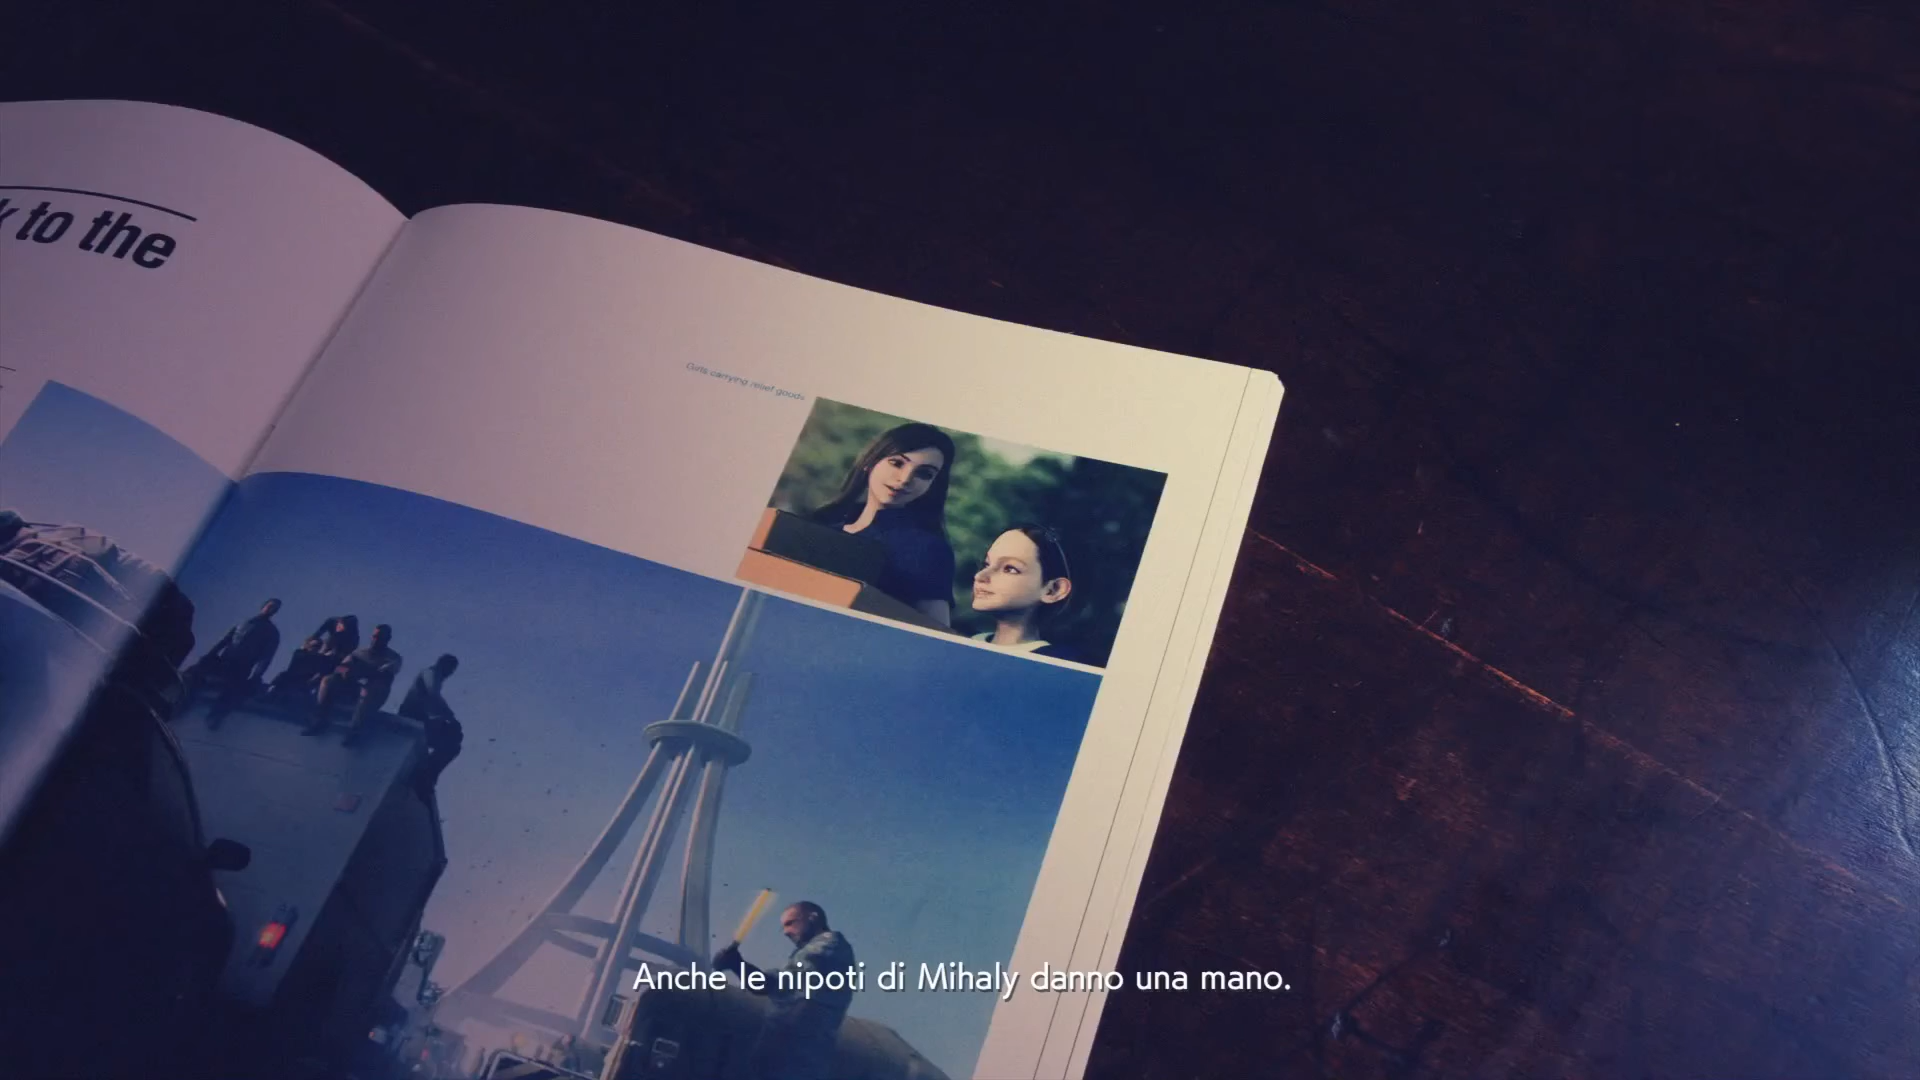 to the
Girls carrying relief goods
Anche le nipoti di Mihaly danno una mano.